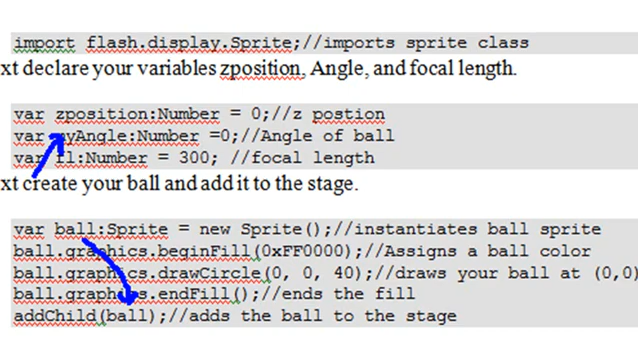 import flash.display.Sprite;//imports sprite class
xt declare your variables zposition, Angle, and focal length.
var zposition:Number = 0;//z postion
var myAngle:Number =0;//Angle of ball
var fl:Number = 300; //focal length
xt create your ball and add it to the stage.
var ball:Sprite = new Sprite();//instantiates ball sprite
ball.graphics.beginFill(0xFF0000);//Assigns a ball color
ball.graphics.drawCircle(0, 0, 40);//draws your ball at (0,0)
ball.graphics.endFill();//ends the fill
addChild(ball);//adds the ball to the stage